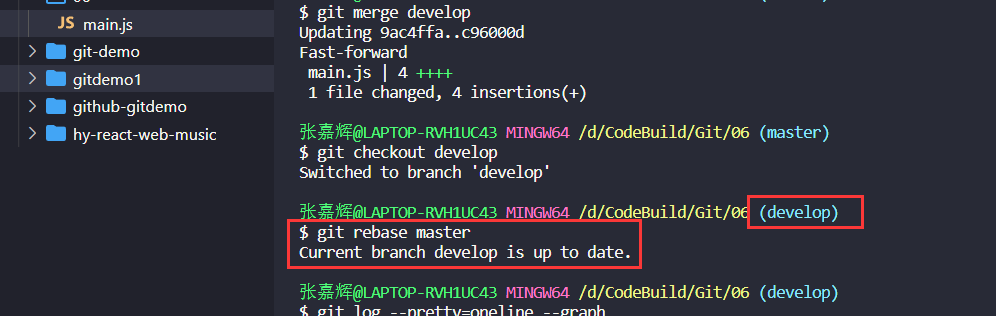 main.js
git-demo
gitdemo1
github-gitdemo
hy-react-web-music
$ git merge develop
Updating 9ac4ffa..c96000d
Fast-forward
main.js | 4 ++++
1 file changed, 4 insertions(+)
张嘉辉@LAPTOP-RVH1UC43 MINGW64 /d/CodeBuild/Git/06 (master)
$ git checkout develop
Switched to branch 'develop'
张嘉辉@LAPTOP-RVH1UC43 MINGW64 /d/CodeBuild/Git/06 (develop)
$ git rebase master
Current branch develop is up to date.
张嘉辉@LAPTOP-RVH1UC43 MINGW64 /d/CodeBuild/Git/06 (develop)
$ git log --pretty=oneline --graph